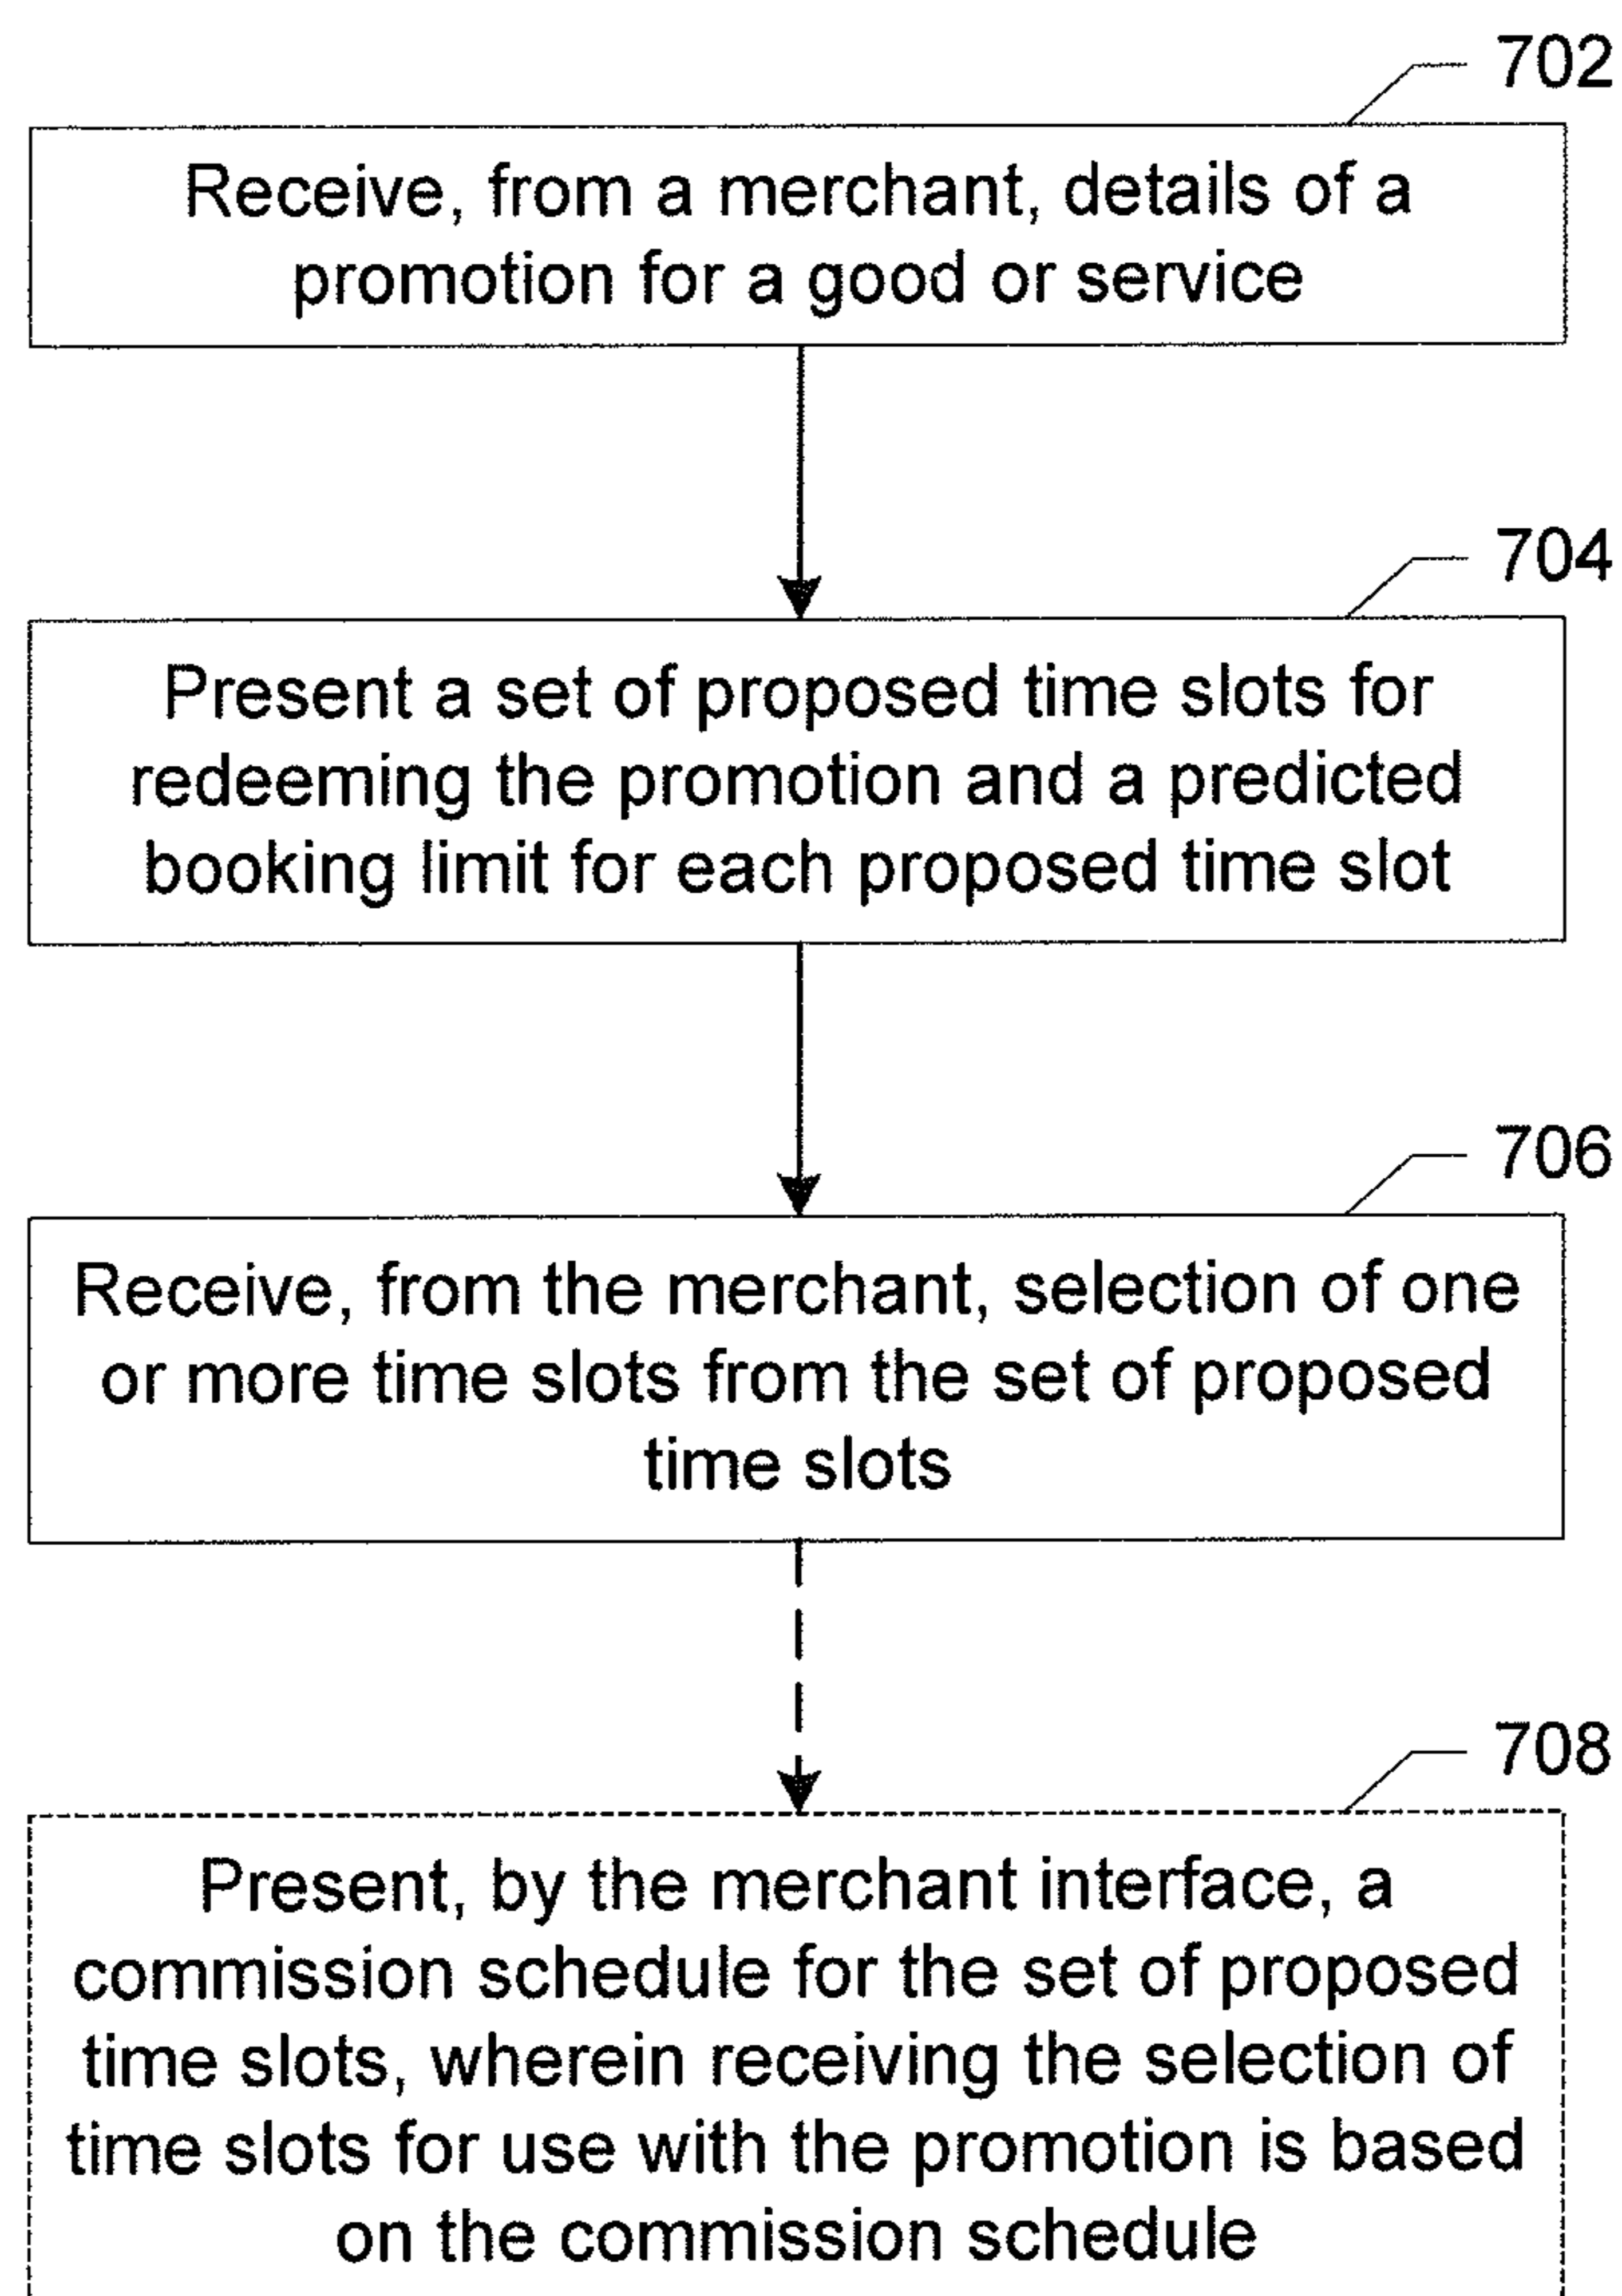 702
Receive, from a merchant, details of a
promotion for a good or service
704
Present a set of proposed time slots for
redeeming the promotion and a predicted
booking limit for each proposed time slot
706
Receive, from the merchant, selection of one
or more time slots from the set of proposed
time slots
708
Present, by the merchant interface, a
commission schedule for the set of proposed
time slots, wherein receiving the selection of
time slots for use with the promotion is based
on the commission schedule